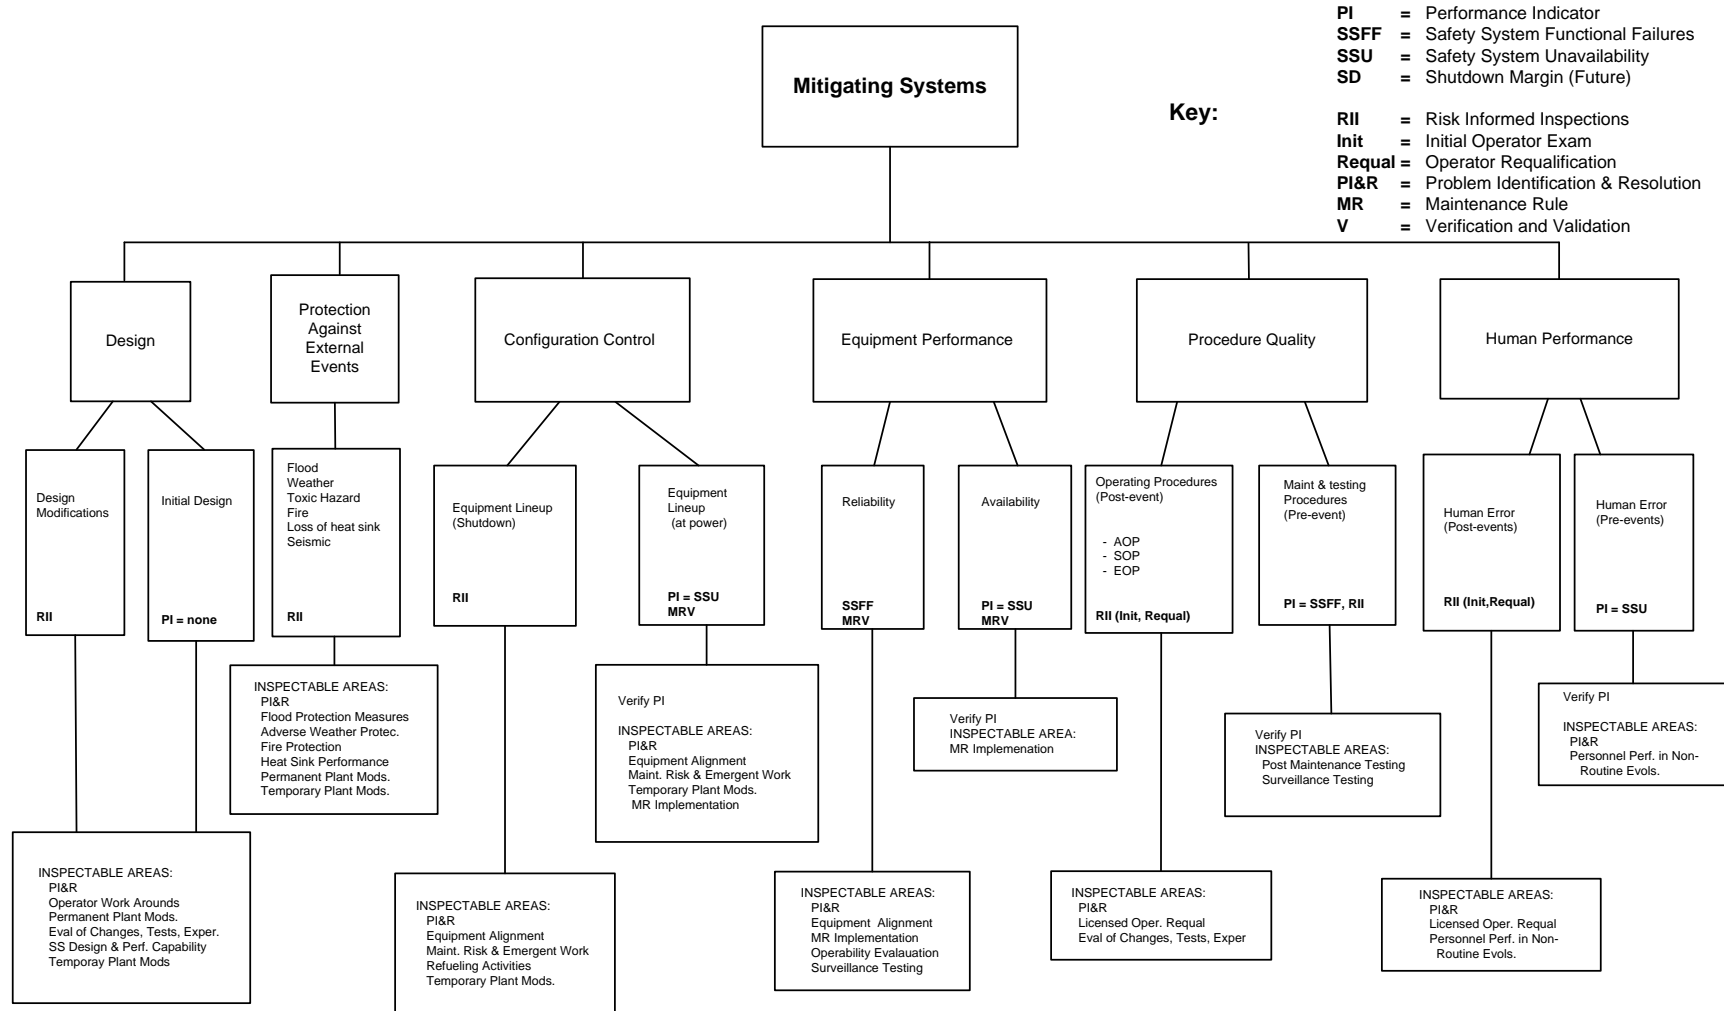 PI = Performance Indicator
SSFF = Safety System Functional Failures
SSU = Safety System Unavailability
SD = Shutdown Margin (Future)
Mitigating Systems
Key:
RII = Risk Informed Inspections
Init = Initial Operator Exam
Requal = Operator Requalification
PI&R = Problem Identification & Resolution
MR = Maintenance Rule
V = Verification and Validation
Design
Protection
Against
External
Events
Configuration Control
Equipment Performance
Procedure Quality
Human Performance
Design
Modifications
RII
Initial Design
PI = none
Flood
Weather
Toxic Hazard
Fire
Loss of heat sink
Seismic
RII
Equipment Lineup
(Shutdown)
RII
Equipment
Lineup
(at power)
PI = SSU
MRV
Reliability
SSFF
MRV
Availability
PI = SSU
MRV
Operating Procedures
(Post-event)
- AOP
- SOP
- EOP
RII (Init, Requal)
Maint & testing
Procedures
(Pre-event)
PI = SSFF, RII
Human Error
(Post-events)
RII (Init,Requal)
Human Error
(Pre-events)
PI = SSU
INSPECTABLE AREAS:
PI&R
Operator Work Arounds
Permanent Plant Mods.
Eval of Changes, Tests, Exper.
SS Design & Perf. Capability
Temporay Plant Mods
INSPECTABLE AREAS:
PI&R
Flood Protection Measures
Adverse Weather Protec.
Fire Protection
Heat Sink Performance
Permanent Plant Mods.
Temporary Plant Mods.
INSPECTABLE AREAS:
PI&R
Equipment Alignment
Maint. Risk & Emergent Work
Refueling Activities
Temporary Plant Mods.
Verify PI
INSPECTABLE AREAS:
PI&R
Equipment Alignment
Maint. Risk & Emergent Work
Temporary Plant Mods.
MR Implementation
INSPECTABLE AREAS:
PI&R
Equipment Alignment
MR Implementation
Operability Evalauation
Surveillance Testing
Verify PI
INSPECTABLE AREA:
MR Implemenation
INSPECTABLE AREAS:
PI&R
Licensed Oper. Requal
Eval of Changes, Tests, Exper
Verify PI
INSPECTABLE AREAS:
Post Maintenance Testing
Surveillance Testing
INSPECTABLE AREAS:
PI&R
Licensed Oper. Requal
Personnel Perf. in Non-
Routine Evols.
Verify PI
INSPECTABLE AREAS:
PI&R
Personnel Perf. in Non-
Routine Evols.